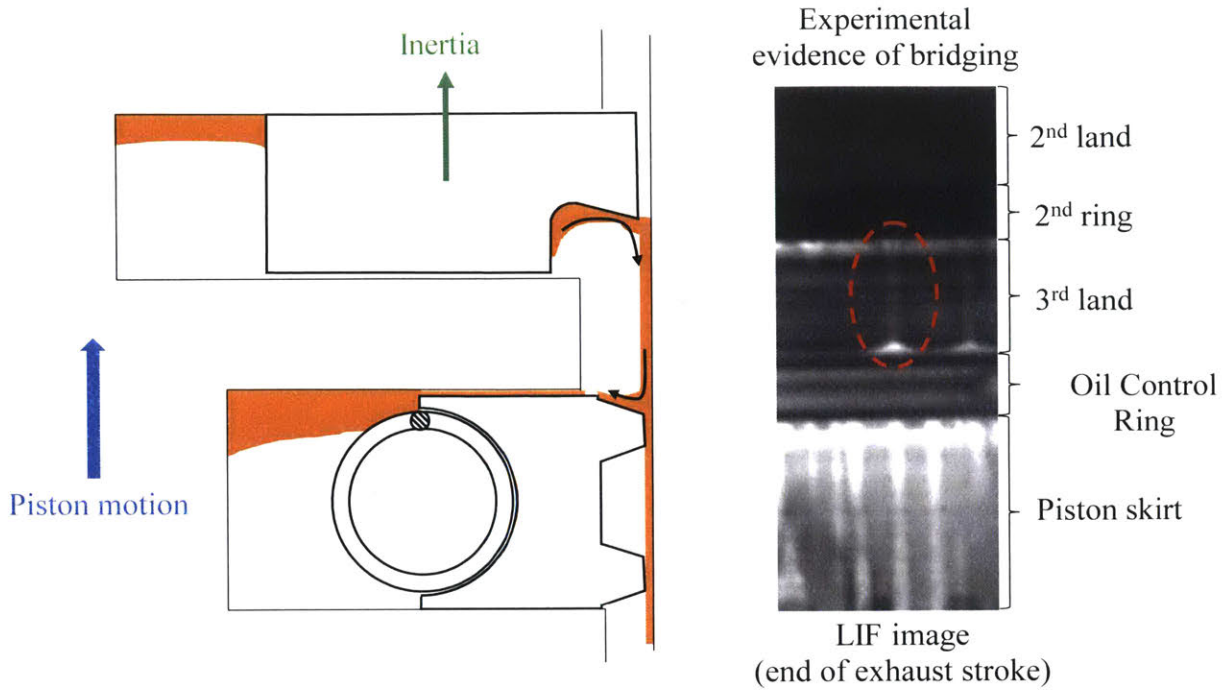 Inertia
Piston motion
Experimental
evidence of bridging
2nd land
2nd ring
3rd land
Oil Control
Ring
Piston skirt
LIF image
(end of exhaust stroke)